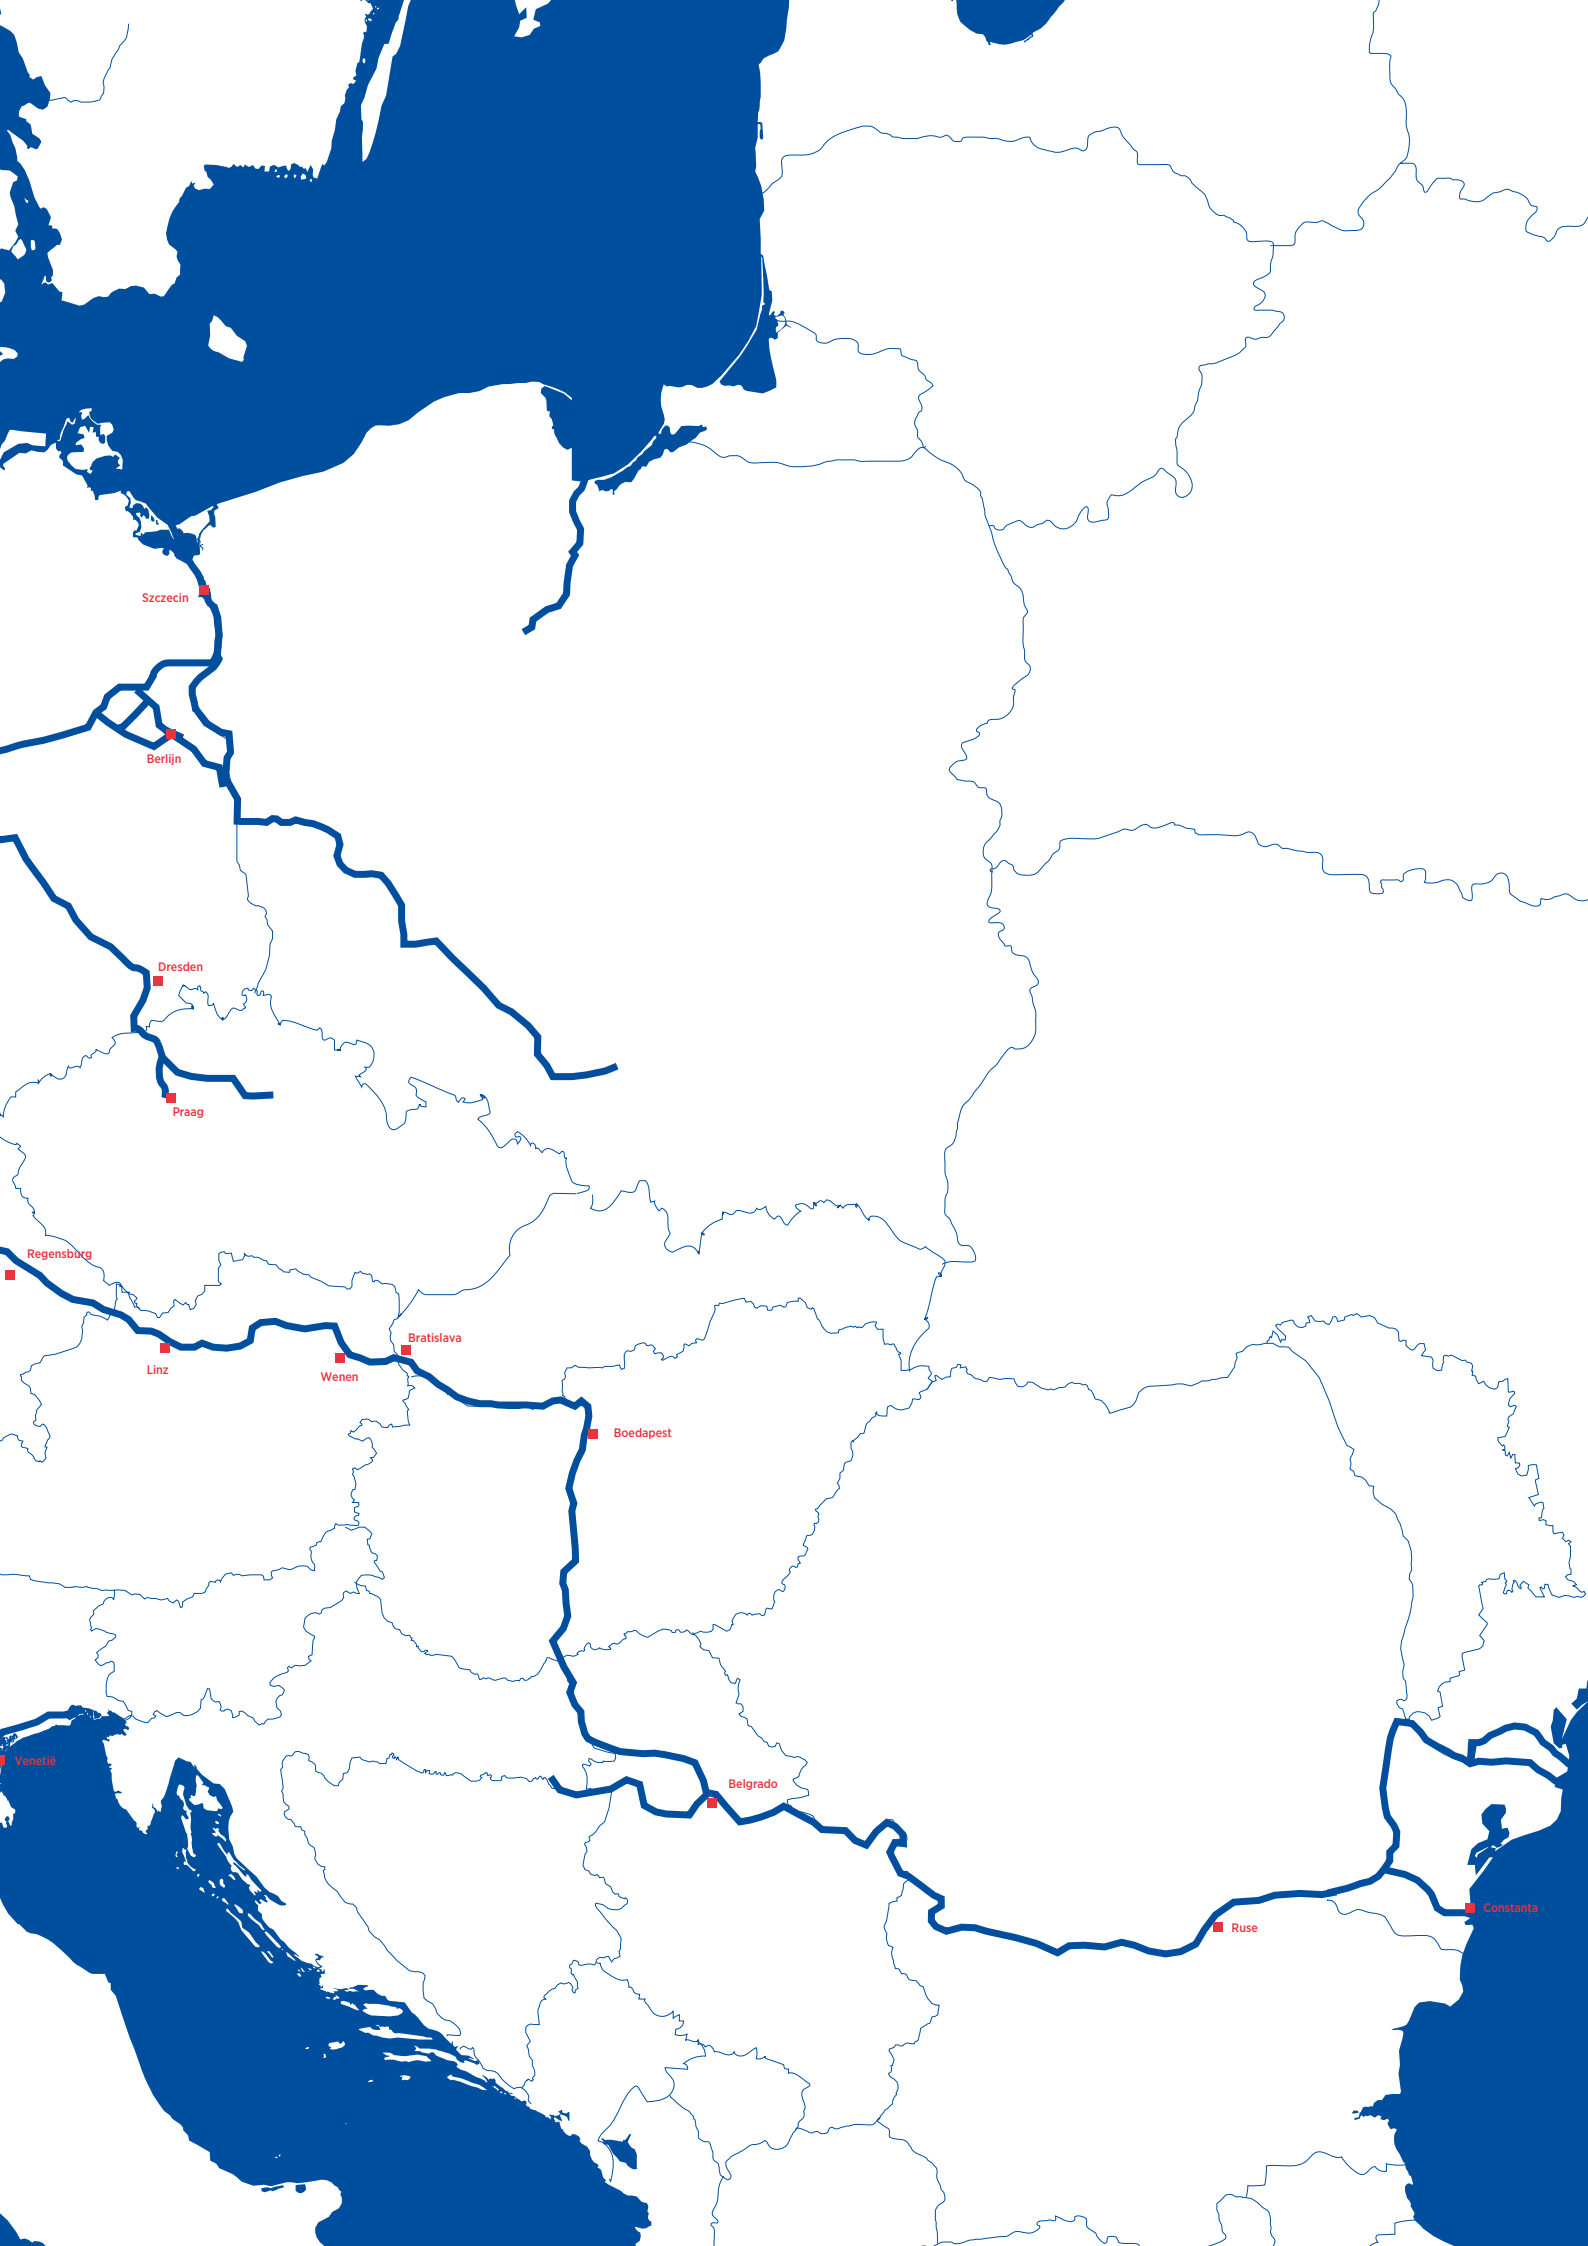 Szczecin
Berlijn
Dresden
Praag
Regensburg
Bratislava
Linz
Wenen
Boedapest
Venetië
Belgrado
Constanța
Ruse